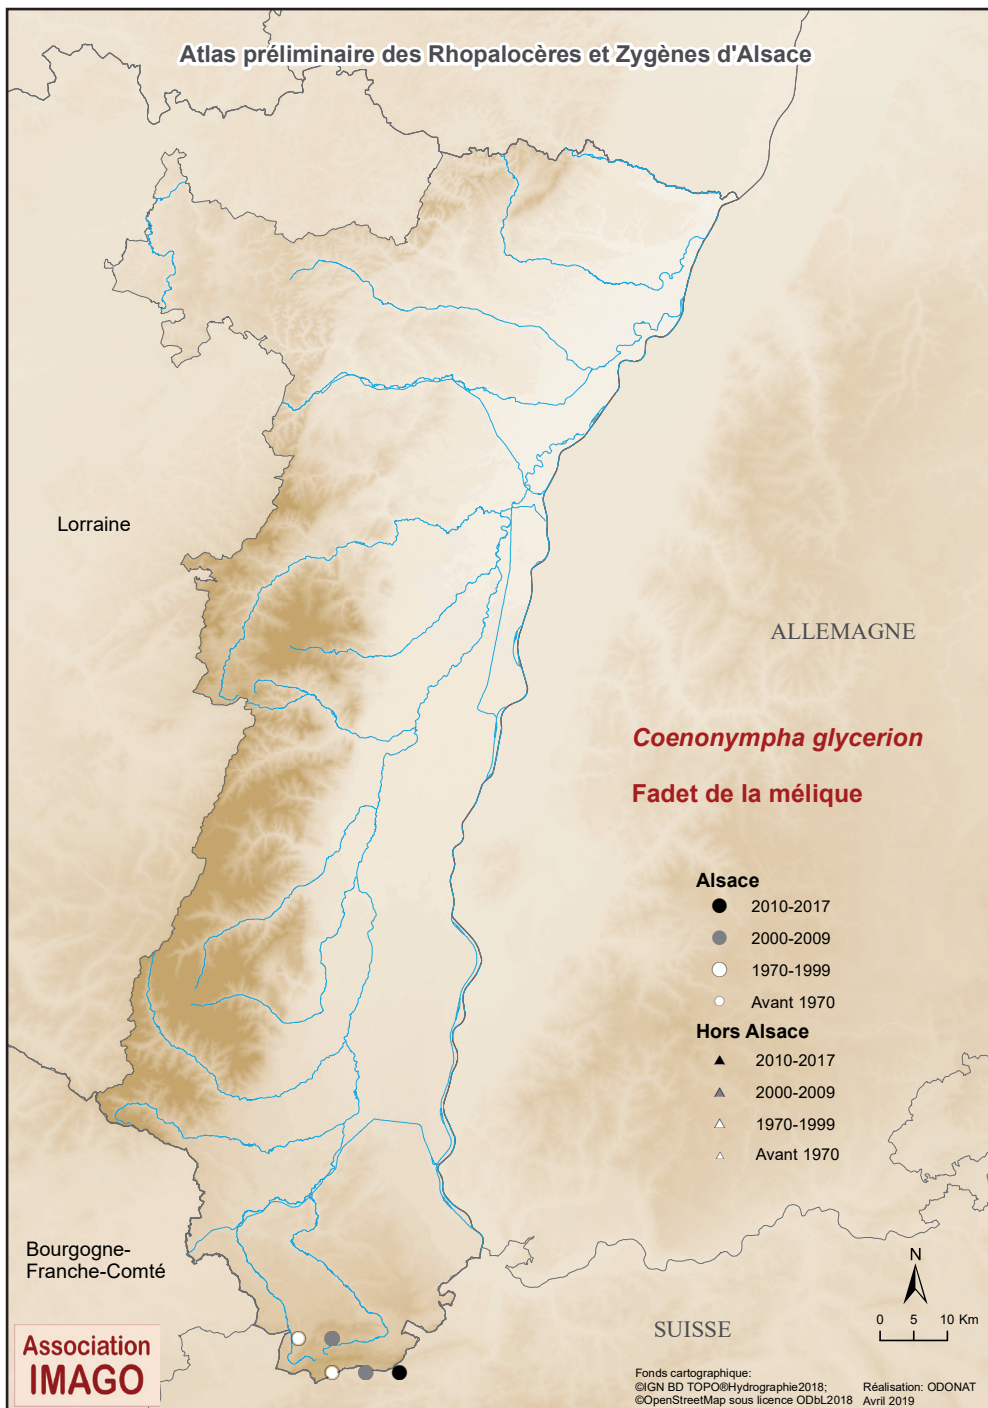 Atlas préliminaire des Rhopalocères et Zygènes d'Alsace
Lorraine
ALLEMAGNE
Coenonympha glycerion
Fadet de la mélique
Alsace
2010-2017
2000-2009
1970-1999
Avant 1970
Hors Alsace
2010-2017
2000-2009
1970-1999
Avant 1970
Bourgogne-
Franche-Comté
N
0 5 10 Km
SUISSE
Association
IMAGO
Fonds cartographique:
©IGN BD TOPO®Hydrographie2018;
©OpenStreetMap sous licence ODbL2018
Réalisation: ODONAT
Avril 2019